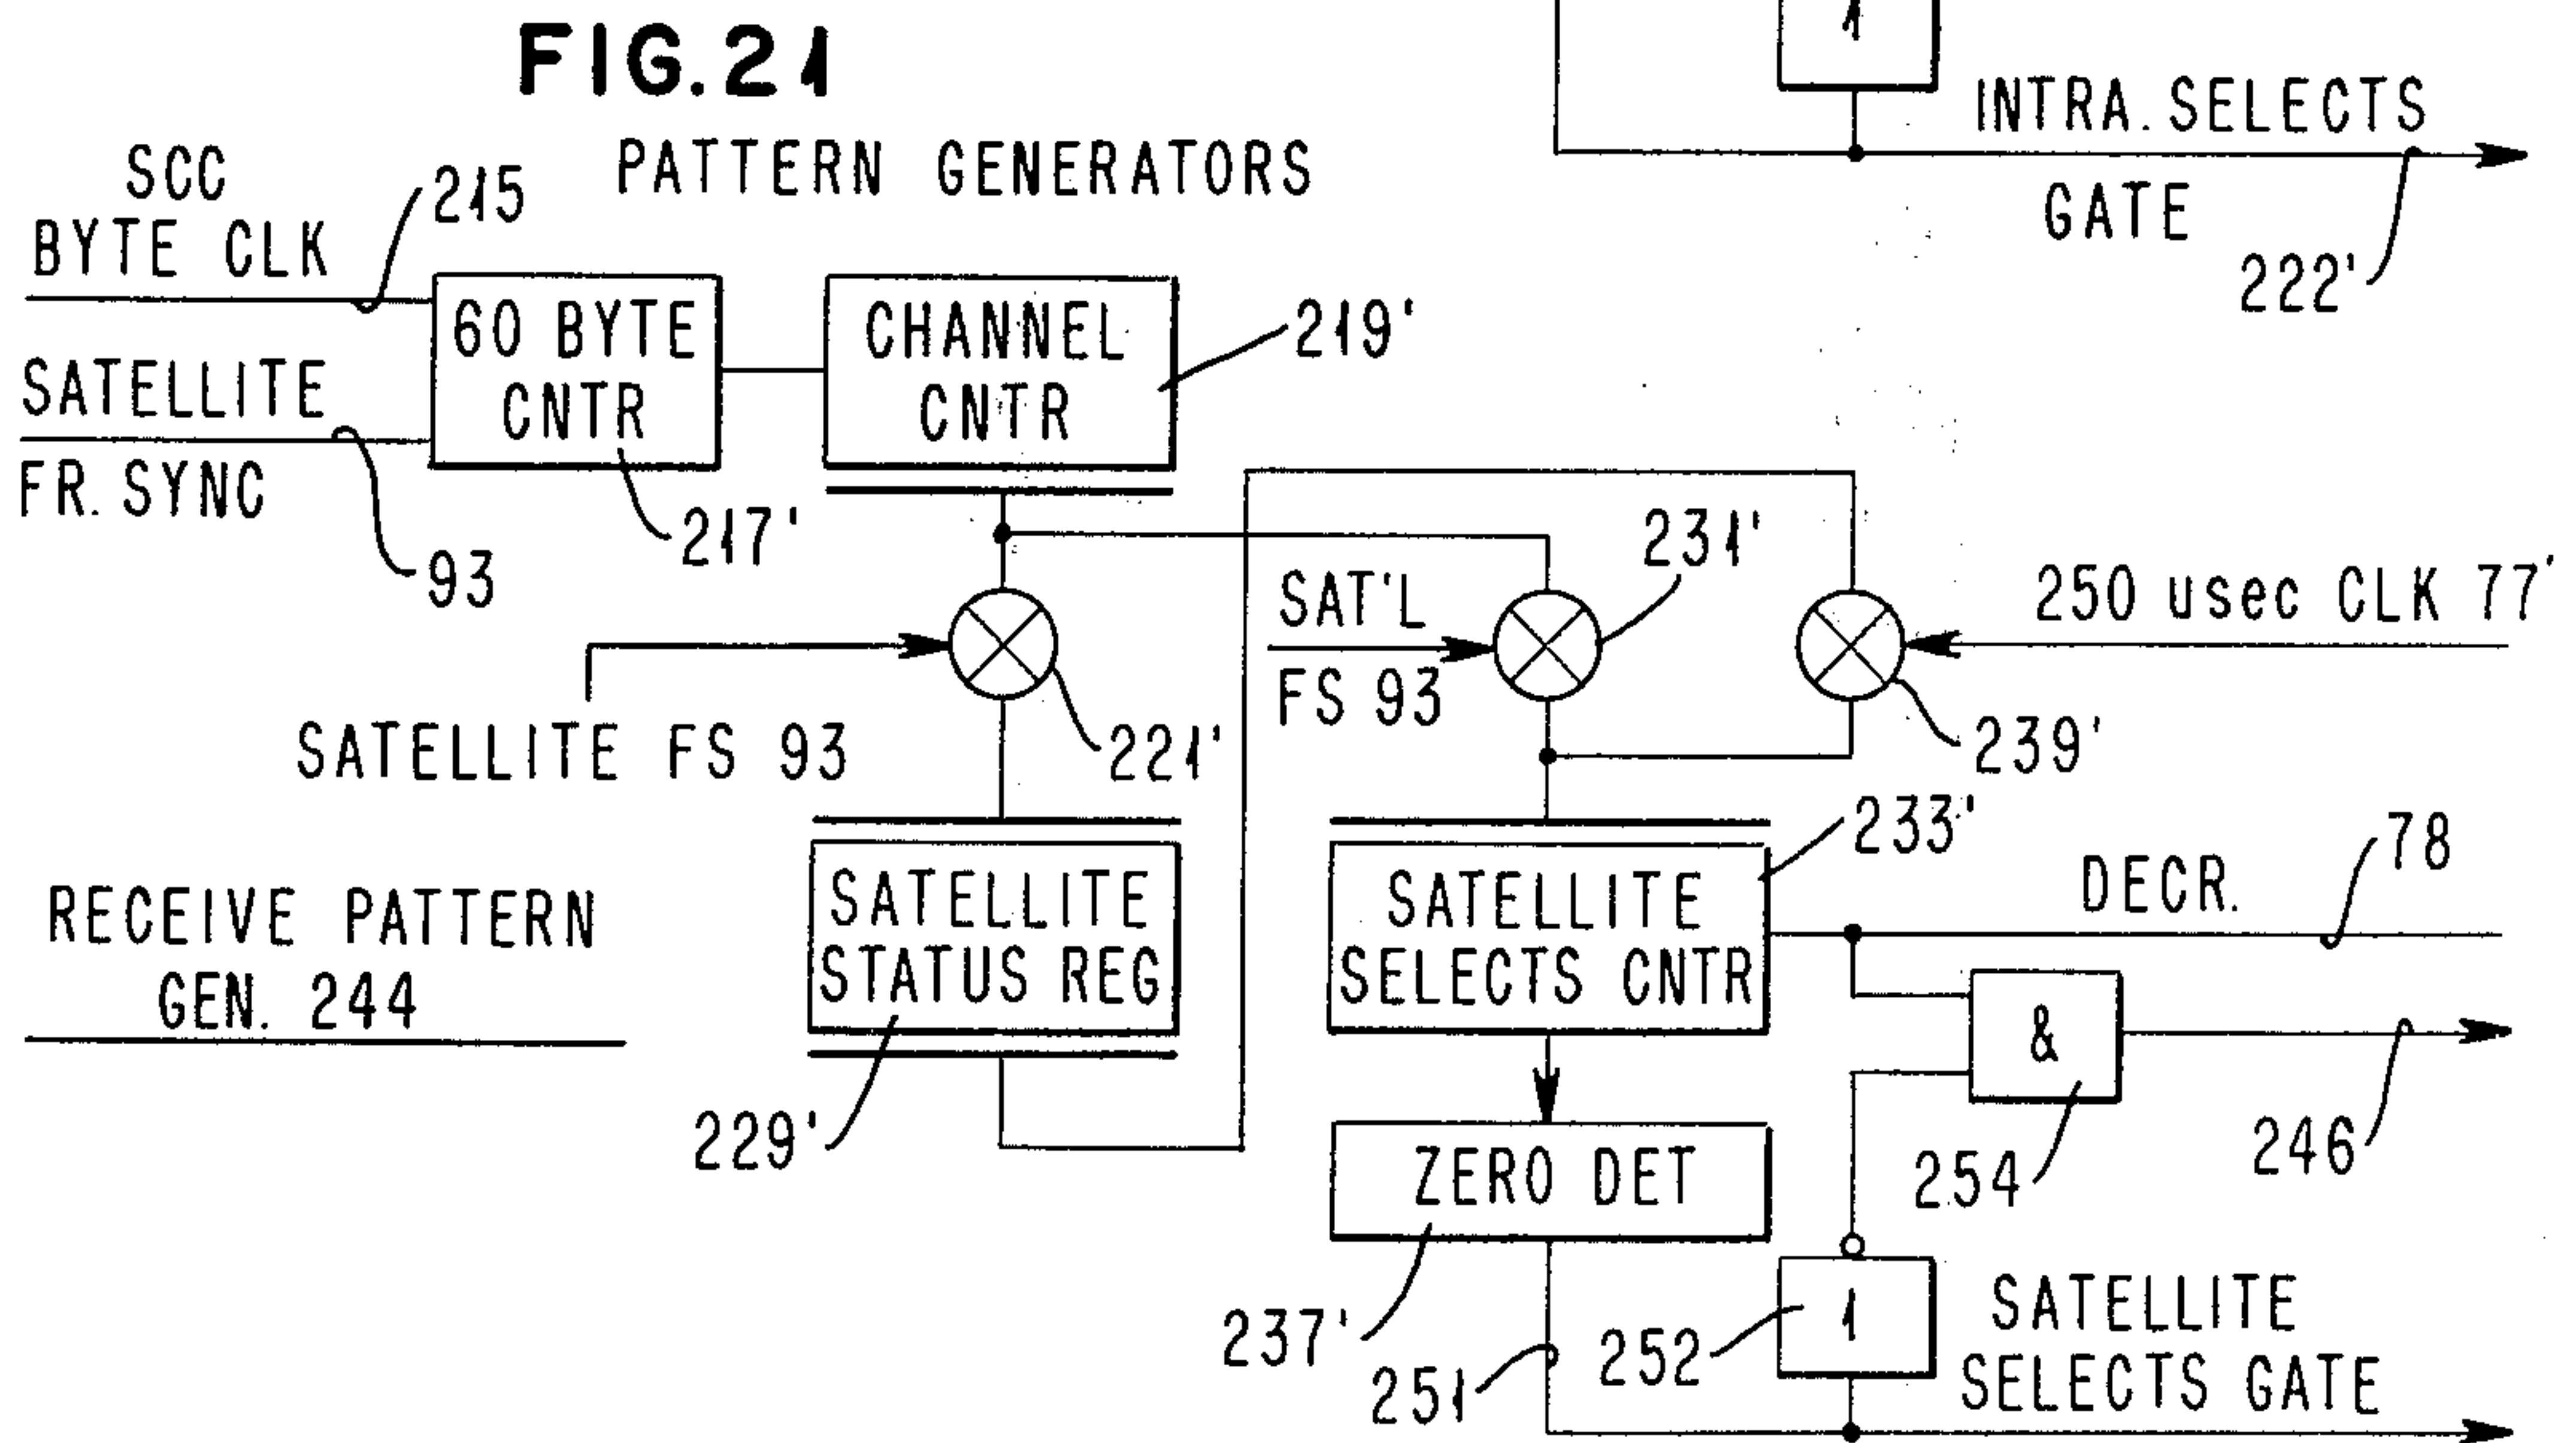 FIG.21
PATTERN GENERATORS
1
INTRA. SELECTS
GATE
222'
SCC
BYTE CLK
215
SATELLITE
FR. SYNC
93
60 BYTE
CNTR
217'
CHANNEL
CNTR
219'
SATELLITE FS 93
221'
SAT'L
FS 93
231'
250 usec CLK 77'
239'
RECEIVE PATTERN
GEN. 244
SATELLITE
STATUS REG
229'
SATELLITE
SELECTS CNTR
233'
DECR.
78
&
254
246
ZERO DET
237'
251
252
1
SATELLITE
SELECTS GATE